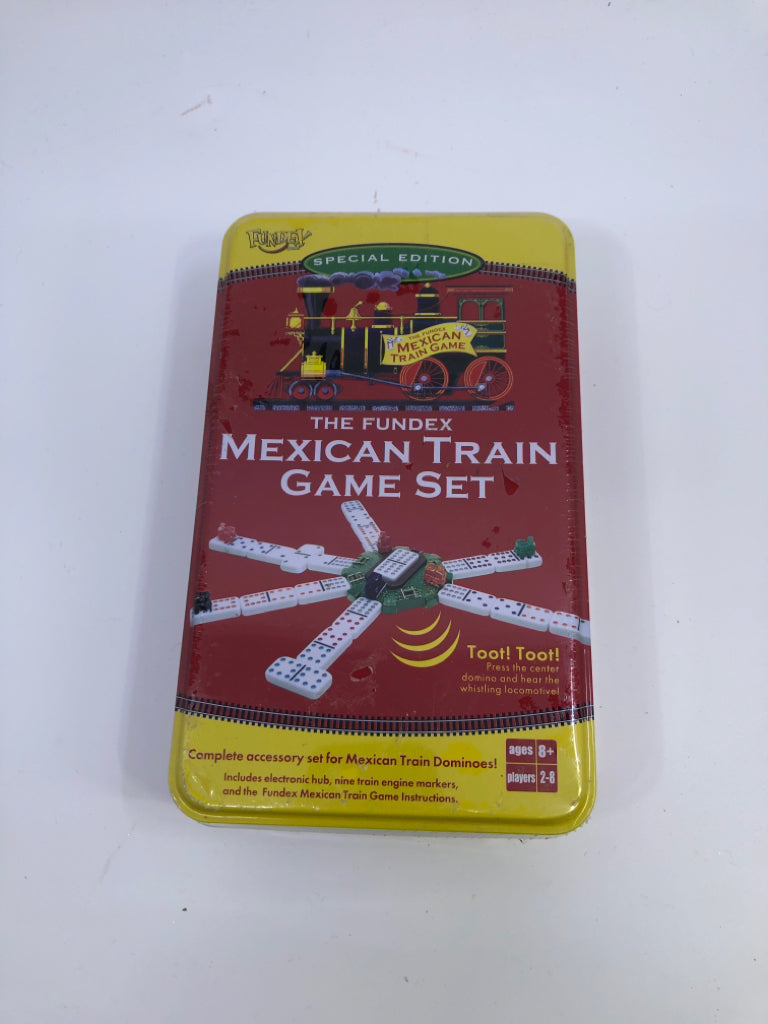 FUNDEX
SPECIAL EDITION
THE FUNDEX
MEXICAN
TRAIN GAME
THE FUNDEX
MEXICAN TRAIN
GAME SET
Toot! Toot!
Press the center
domino and hear the
whistling locomotive!
Complete accessory set for Mexican Train Dominoes!
Includes electronic hub, nine train engine markers,
and the Fundex Mexican Train Game Instructions.
ages 8+
players 2-8